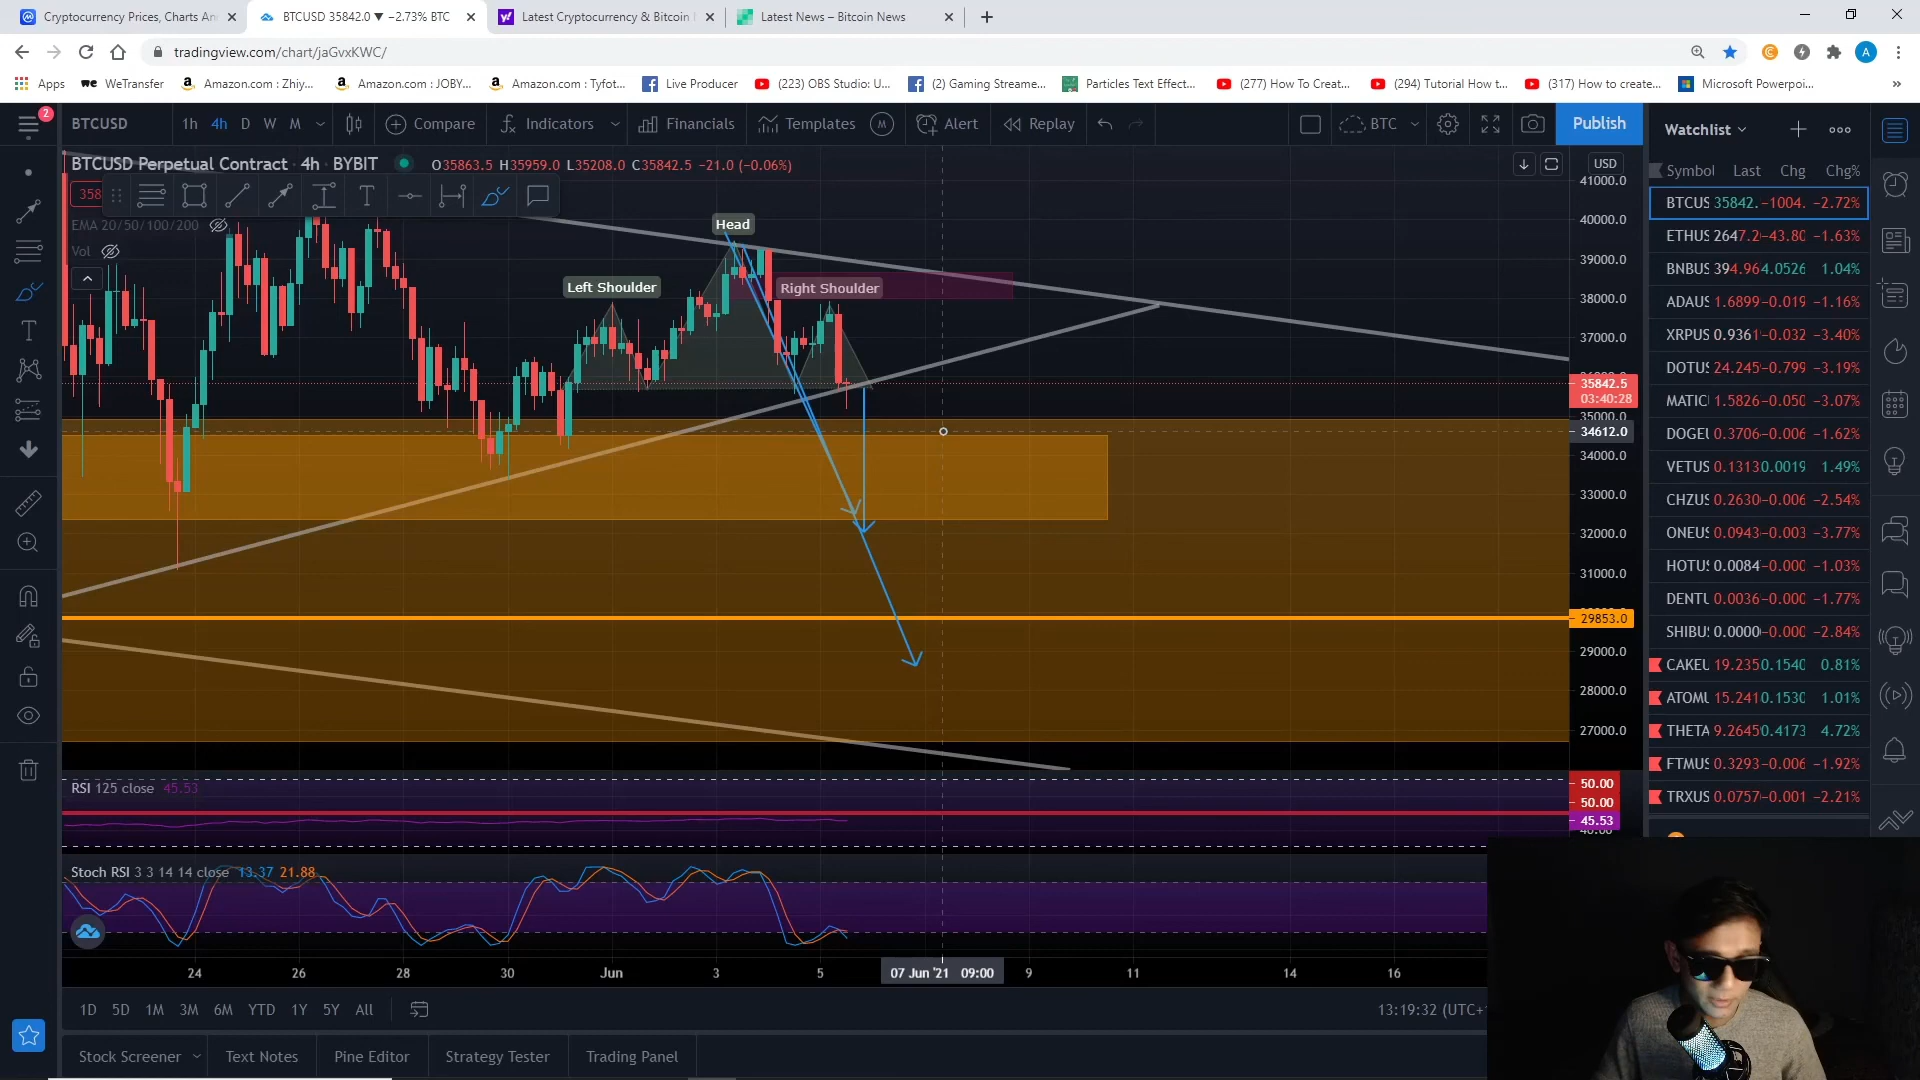 Cryptocurrency Prices, Charts An
BTCUSD 35842.0 ▼ −2.73% BTC
Latest Cryptocurrency & Bitcoin
Latest News – Bitcoin News
tradingview.com/chart/jaGvxKWC/
A
Apps
WeTransfer
Amazon.com : Zhiy...
Amazon.com : JOBY...
Amazon.com : Tyfot...
Live Producer
(223) OBS Studio: U...
(2) Gaming Streame...
Particles Text Effect...
(277) How To Creat...
(294) Tutorial How t...
(317) How to create...
Microsoft Powerpoi...
2
BTCUSD
1h 4h D W M
Compare
Indicators
Financials
Templates
M
Alert
Replay
BTC
Publish
Watchlist
BTCUSD Perpetual Contract · 4h · BYBIT
O35863.5 H35959.0 L35208.0 C35842.5 −21.0 (−0.06%)
358
EMA 20/50/100/200
Vol
USD
41000.0
40000.0
39000.0
38000.0
37000.0
35842.5
03:40:28
35000.0
34612.0
34000.0
33000.0
32000.0
31000.0
29853.0
29000.0
28000.0
27000.0
Head
Left Shoulder
Right Shoulder
Symbol Last Chg Chg%
BTCUS 35842. −1004. −2.72%
ETHUS 2647.2 −43.80 −1.63%
BNBUS 394.96 4.0526 1.04%
ADAUS 1.6899 −0.019 −1.16%
XRPUS 0.9361 −0.032 −3.40%
DOTUS 24.245 −0.799 −3.19%
MATIC 1.5826 −0.050 −3.07%
DOGEU 0.3706 −0.006 −1.62%
VETUS 0.1313 0.0019 1.49%
CHZUS 0.2630 −0.006 −2.54%
ONEUS 0.0943 −0.003 −3.77%
HOTUS 0.0084 −0.000 −1.03%
DENTU 0.0036 −0.000 −1.77%
SHIBUS 0.0000 −0.000 −2.84%
CAKEU 19.235 0.1540 0.81%
ATOMU 15.241 0.1530 1.01%
THETA 9.2645 0.4173 4.72%
FTMUS 0.3293 −0.006 −1.92%
TRXUS 0.0757 −0.001 −2.21%
RSI 125 close 45.53
50.00
50.00
45.53
Stoch RSI 3 3 14 14 close 13.37 21.88
24 26 28 30 Jun 3 5 07 Jun '21 09:00 9 11 14 16
1D 5D 1M 3M 6M YTD 1Y 5Y All
13:19:32 (UTC+
Stock Screener
Text Notes
Pine Editor
Strategy Tester
Trading Panel